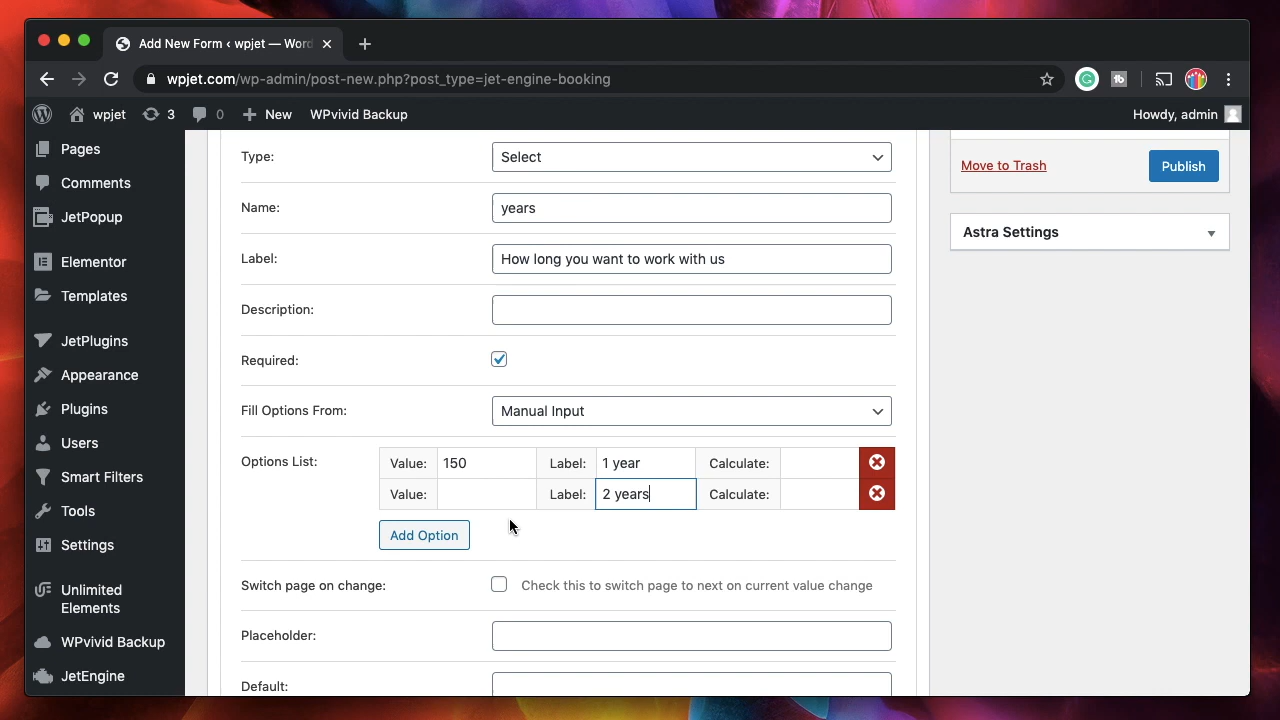 Add New Form ‹ wpjet — Word
wpjet.com/wp-admin/post-new.php?post_type=jet-engine-booking
wpjet 3 0 New WPvivid Backup Howdy, admin
Pages
Comments
JetPopup
Elementor
Templates
JetPlugins
Appearance
Plugins
Users
Smart Filters
Tools
Settings
Unlimited
Elements
WPvivid Backup
JetEngine
Type: Select
Name: years
Label: How long you want to work with us
Description:
Required:
Fill Options From: Manual Input
Options List: Value: 150 Label: 1 year Calculate:
Value: Label: 2 years Calculate:
Add Option
Switch page on change: Check this to switch page to next on current value change
Placeholder:
Default:
Move to Trash Publish
Astra Settings